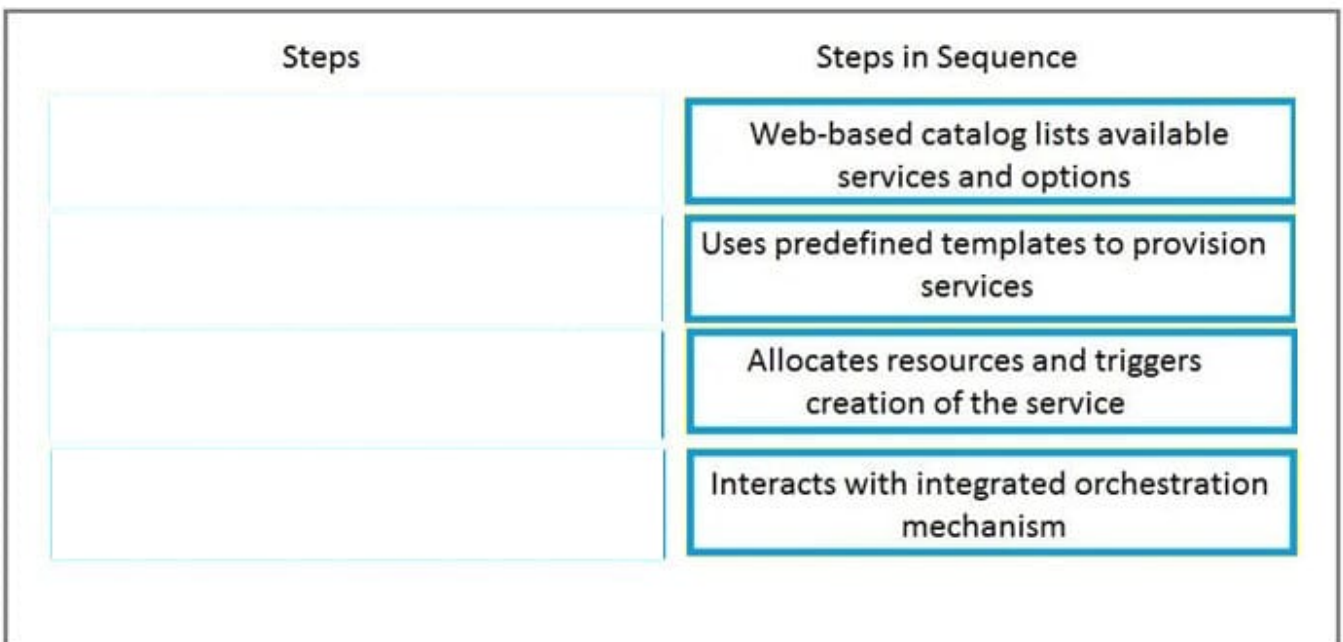 Steps
Steps in Sequence
Web-based catalog lists available
services and options
Uses predefined templates to provision
services
Allocates resources and triggers
creation of the service
Interacts with integrated orchestration
mechanism